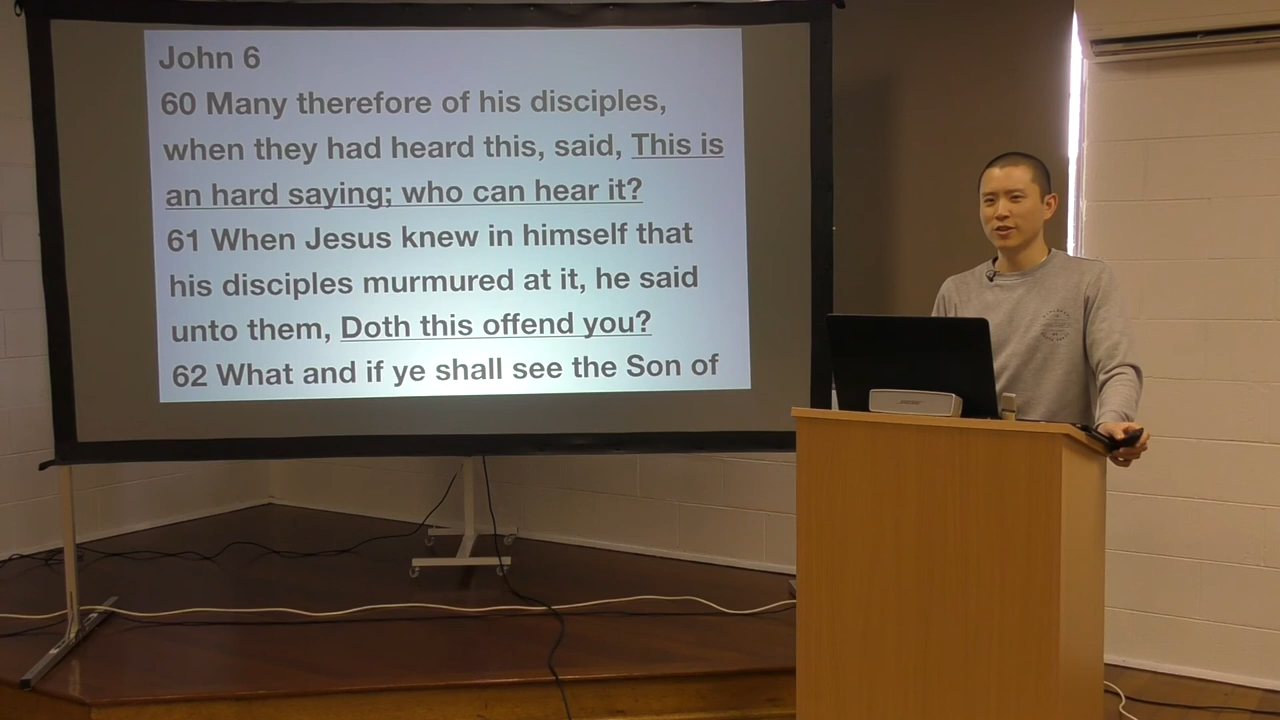 John 6
60 Many therefore of his disciples,
when they had heard this, said, This is
an hard saying; who can hear it?
61 When Jesus knew in himself that
his disciples murmured at it, he said
unto them, Doth this offend you?
62 What and if ye shall see the Son of